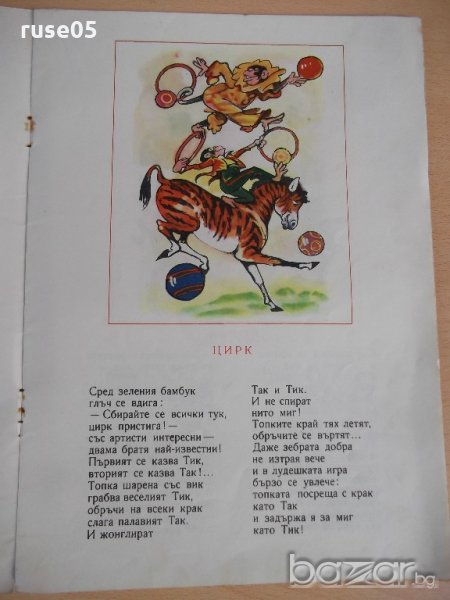 ruse05
ЦИРК
Сред зеления бамбук
глъч се вдига:
— Сбирайте се всички тук,
цирк пристига! —
със артисти интересни —
двама братя най-известни!
Първият се казва Тик,
вторият се казва Так!...
Топка шарена със вик
грабва веселият Тик,
обръчи на всеки крак
слага палавият Так.
И жонглират
Так и Тик.
И не спират
нито миг!
Топките край тях летят,
обръчите се въртят...
Даже зебрата добра
не изтрая вече
и в лудешката игра
бързо се увлече:
топката посреща с крак
като Так
и задържа я за миг
като Тик!
bazar.bg